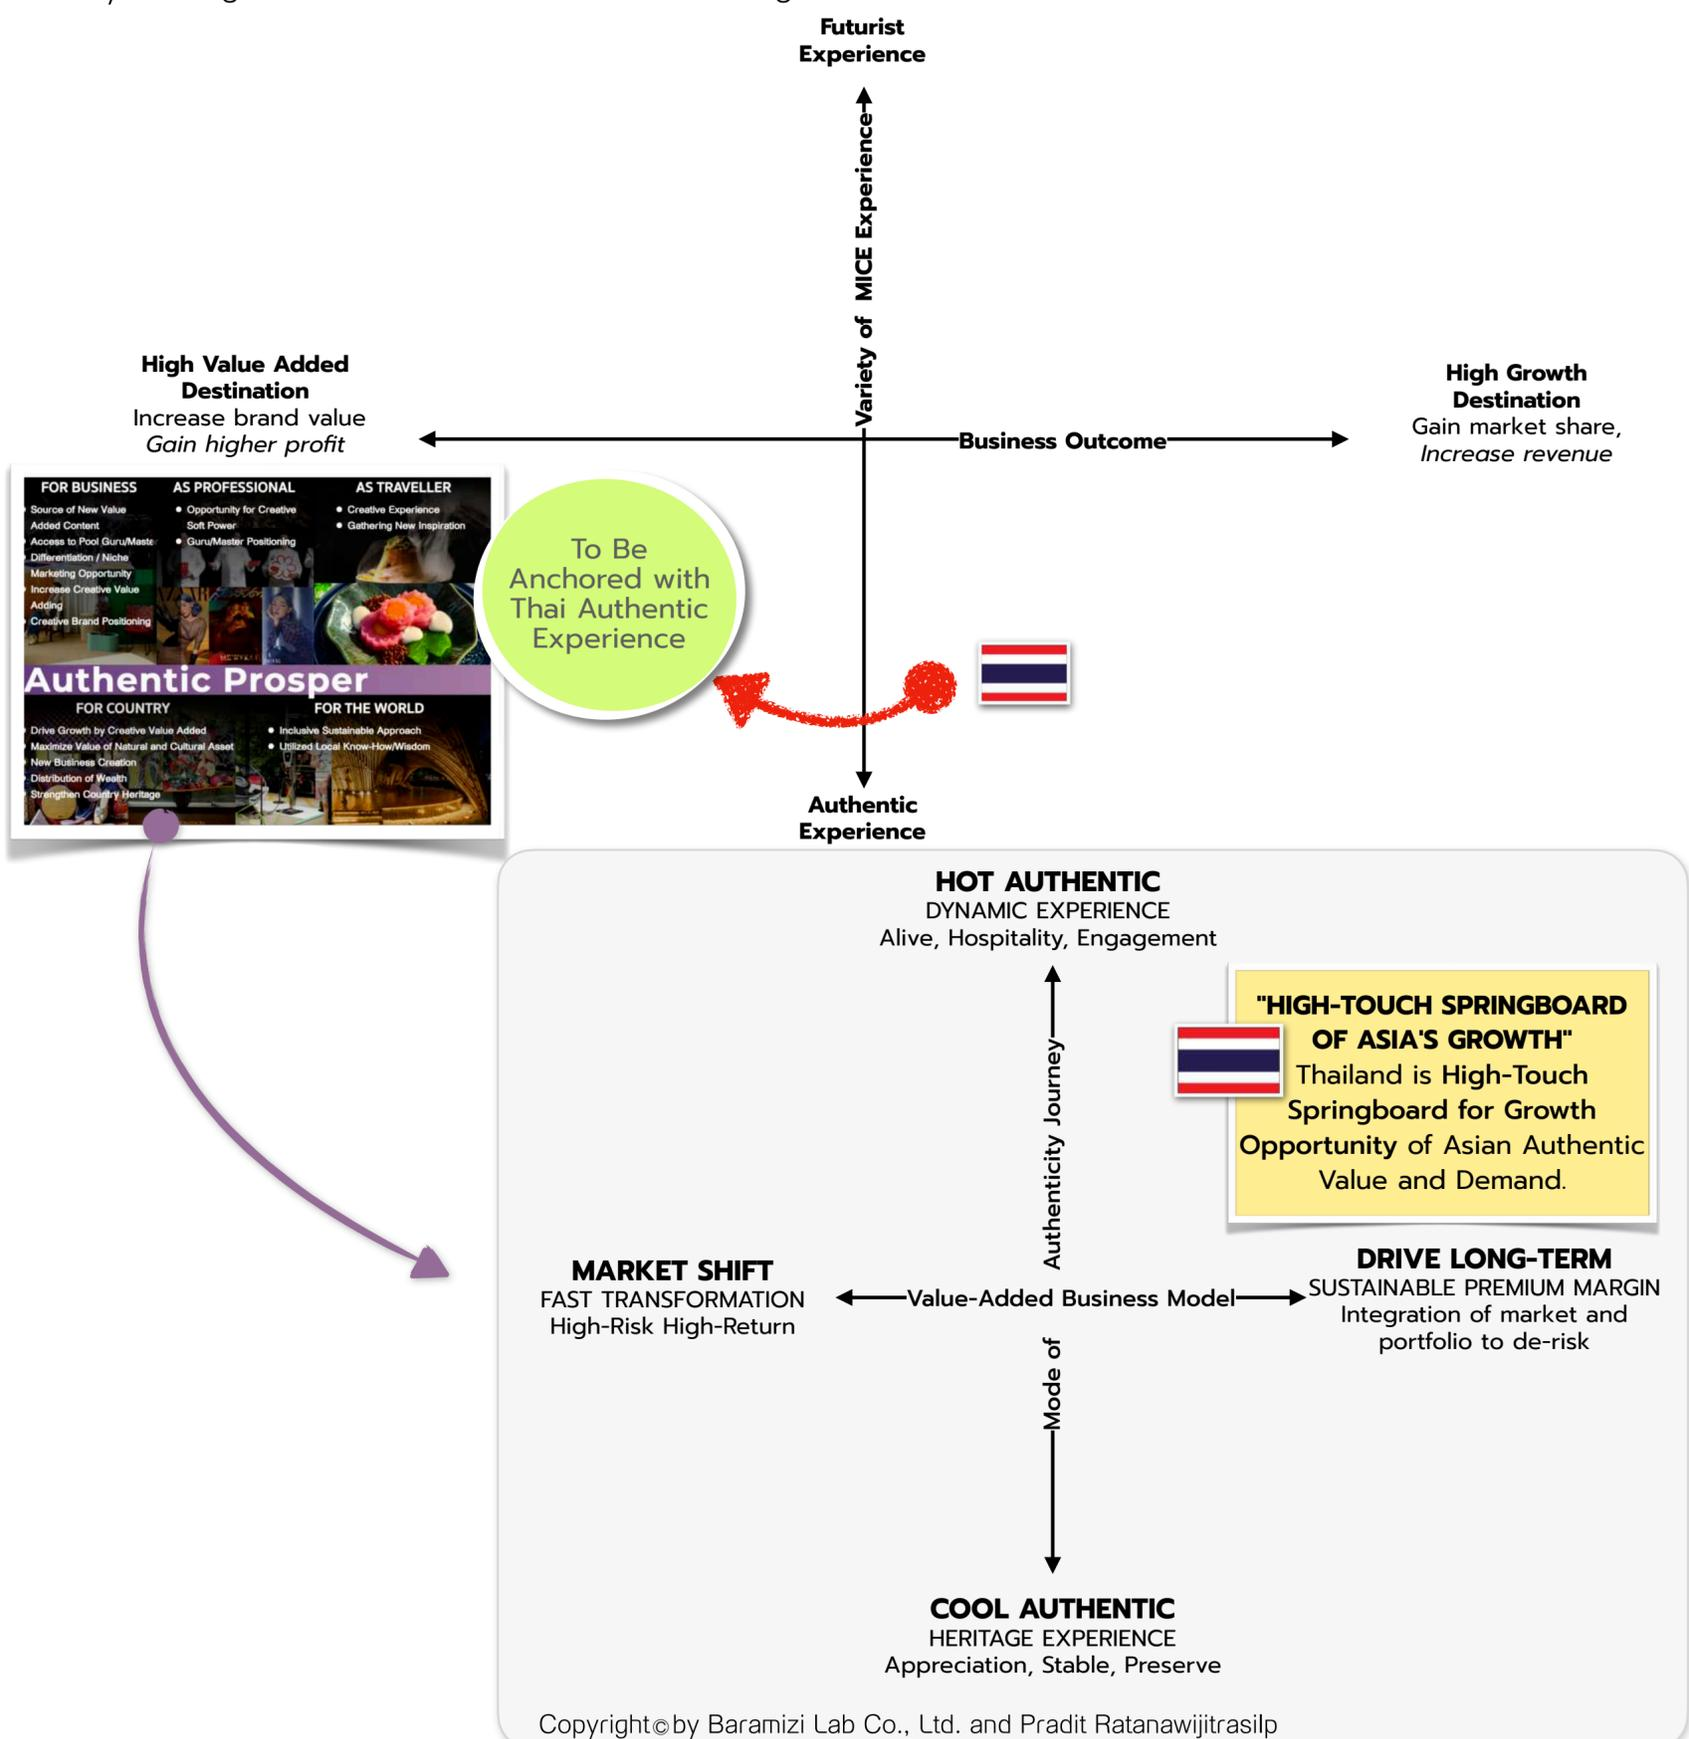 Futurist
Experience
Variety of MICE Experience
High Value Added
Destination
Increase brand value
Gain higher profit
Business Outcome
High Growth
Destination
Gain market share,
Increase revenue
FOR BUSINESS
Source of New Value
Added Content
Access to Pool Guru/Maste
Differentiation / Niche
Marketing Opportunity
Increase Creative Value
Adding
Creative Brand Positioning
AS PROFESSIONAL
Opportunity for Creative
Soft Power
Guru/Master Positioning
AS TRAVELLER
Creative Experience
Gathering New Inspiration
Authentic Prosper
FOR COUNTRY
Drive Growth by Creative Value Added
Maximize Value of Natural and Cultural Asset
New Business Creation
Distribution of Wealth
Strengthen Country Heritage
FOR THE WORLD
Inclusive Sustainable Approach
Utilized Local Know-How/Wisdom
To Be
Anchored with
Thai Authentic
Experience
Authentic
Experience
HOT AUTHENTIC
DYNAMIC EXPERIENCE
Alive, Hospitality, Engagement
"HIGH-TOUCH SPRINGBOARD
OF ASIA'S GROWTH"
Thailand is High-Touch
Springboard for Growth
Opportunity of Asian Authentic
Value and Demand.
Mode of Authenticity Journey
MARKET SHIFT
FAST TRANSFORMATION
High-Risk High-Return
Value-Added Business Model
DRIVE LONG-TERM
SUSTAINABLE PREMIUM MARGIN
Integration of market and
portfolio to de-risk
COOL AUTHENTIC
HERITAGE EXPERIENCE
Appreciation, Stable, Preserve
Copyright©by Baramizi Lab Co., Ltd. and Pradit Ratanawijitrasilp